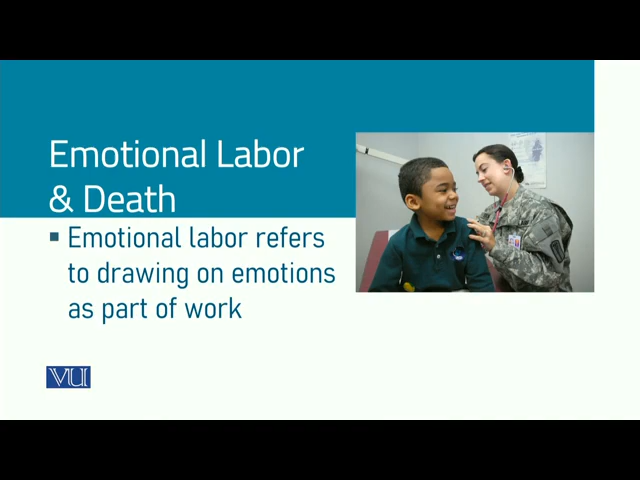 Emotional Labor
& Death
▪ Emotional labor refers
to drawing on emotions
as part of work
VU